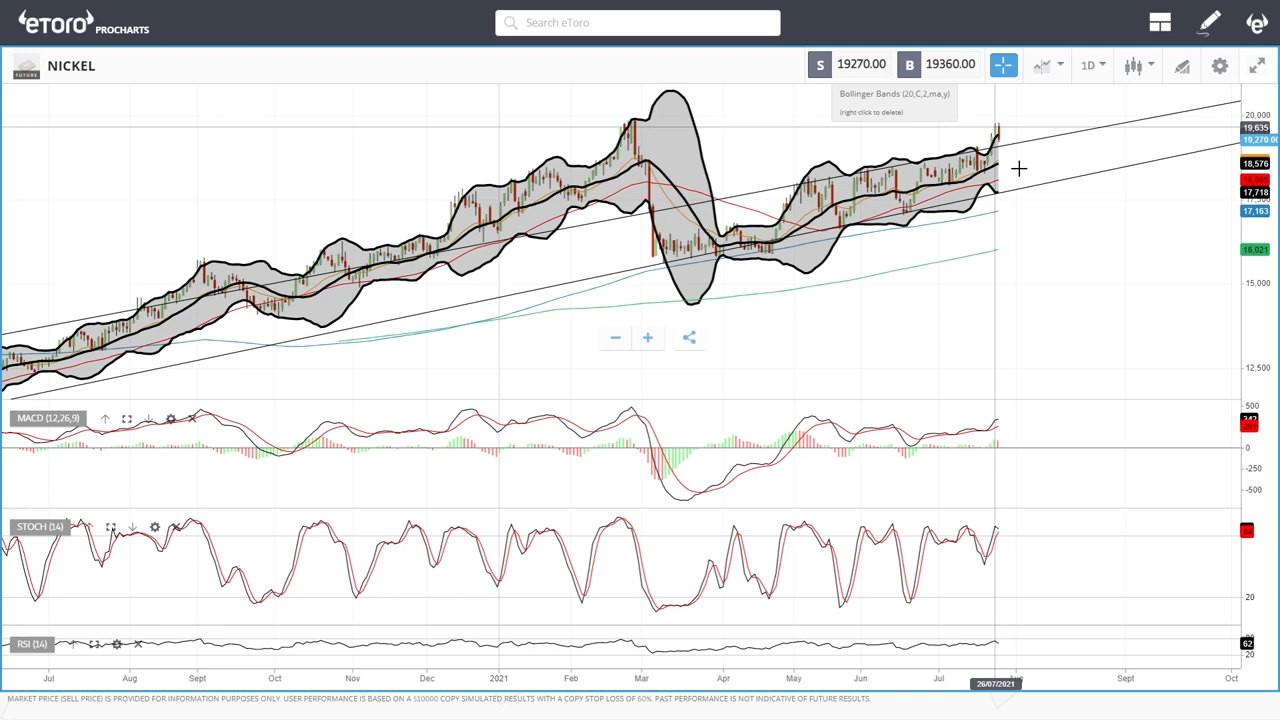 eToro PROCHARTS
Search eToro
FUTURE
NICKEL
S 19270.00 B 19360.00
1D
Bollinger Bands (20,C,2,ma,y)
(right click to delete)
20,000
19,635
19,270.00
18,576
17,718
17,163
16,021
15,000
12,500
MACD (12,26,9)
500
0
-250
-500
STOCH (14)
20
RSI (14)
62
20
Jul Aug Sept Oct Nov Dec 2021 Feb Mar Apr May Jun Jul Aug Sept Oct
26/07/2021
MARKET PRICE (SELL PRICE) IS PROVIDED FOR INFORMATION PURPOSES ONLY. USER PERFORMANCE IS BASED ON A $10000 COPY SIMULATED RESULTS WITH A COPY STOP LOSS OF 60%. PAST PERFORMANCE IS NOT INDICATIVE OF FUTURE RESULTS.